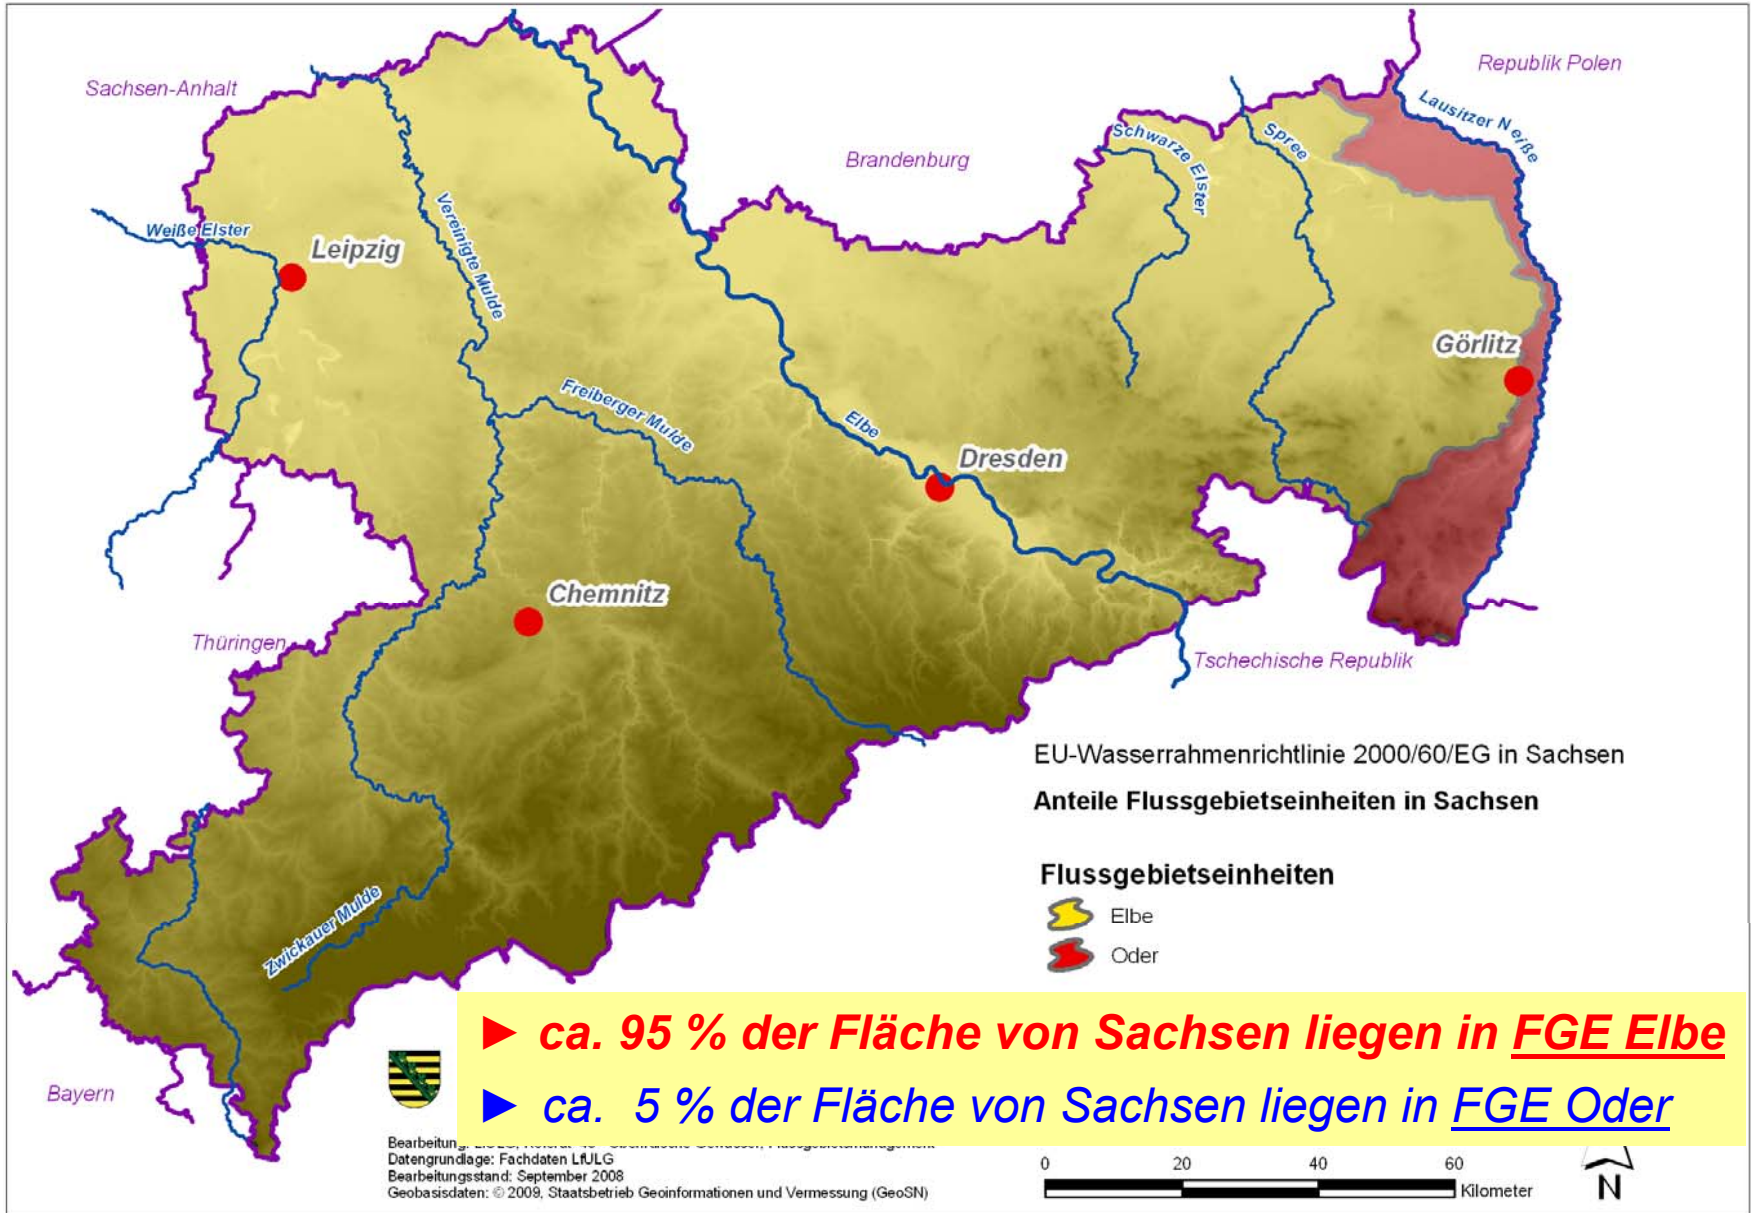 Republik Polen
Sachsen-Anhalt
Lausitzer Neiße
Brandenburg
Schwarze Elster
Spree
Weiße Elster
Vereinigte Mulde
Leipzig
Görlitz
Freiberger Mulde
Elbe
Dresden
Chemnitz
Thüringen
Tschechische Republik
EU-Wasserrahmenrichtlinie 2000/60/EG in Sachsen
Anteile Flussgebietseinheiten in Sachsen
Flussgebietseinheiten
Elbe
Oder
Zwickauer Mulde
► ca. 95 % der Fläche von Sachsen liegen in FGE Elbe
► ca. 5 % der Fläche von Sachsen liegen in FGE Oder
Bayern
Bearbeitung:
Datengrundlage: Fachdaten LfULG
Bearbeitungsstand: September 2008
Geobasisdaten: © 2009, Staatsbetrieb Geoinformationen und Vermessung (GeoSN)
0 20 40 60
Kilometer
N